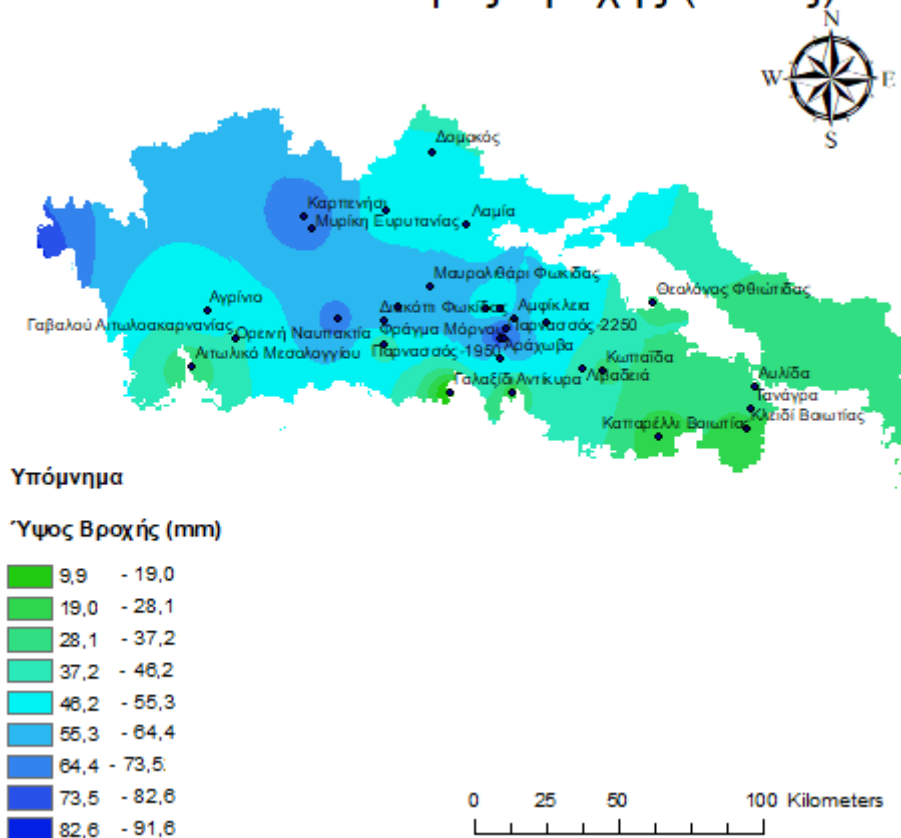 N
W E
S
Δομοκός
Καρπενήσι
Μυρίκη Ευρυτανίας
Λαμία
Μαυρολιθάρι Φωκίδας
Θεολόγος Φθιώτιδας
Αγρίνιο
Διακόπι Φωκίδας
Αμφίκλεια
Γαβαλού Αιτωλοακαρνανίας
Ορεινή Ναυπακτία
Φράγμα Μόρνου
Παρνασσός-2250
Αιτωλικό Μεσολογγίου
Παρνασσός-1950
Αράχωβα
Κωπαΐδα
Γαλαξίδι
Αντίκυρα
Λιβαδειά
Αυλίδα
Τανάγρα
Καπαρέλλι Βοιωτίας
Κλειδί Βοιωτίας
Υπόμνημα
Ύψος Βροχής (mm)
9,9 - 19,0
19,0 - 28,1
28,1 - 37,2
37,2 - 46,2
46,2 - 55,3
55,3 - 64,4
64,4 - 73,5
73,5 - 82,6
82,6 - 91,6
0 25 50 100 Kilometers